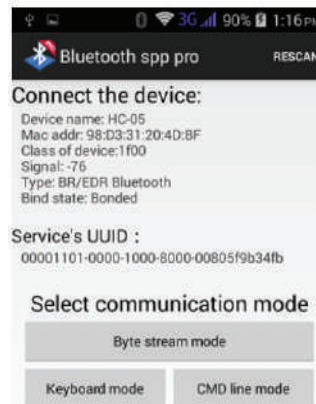 3G 90% 1:16 PM
Bluetooth spp pro RESCAN
Connect the device:
Device name: HC-05
Mac addr: 98:D3:31:20:4D:BF
Class of device:1f00
Signal: -76
Type: BR/EDR Bluetooth
Bind state: Bonded
Service's UUID :
00001101-0000-1000-8000-00805f9b34fb
Select communication mode
Byte stream mode
Keyboard mode CMD line mode